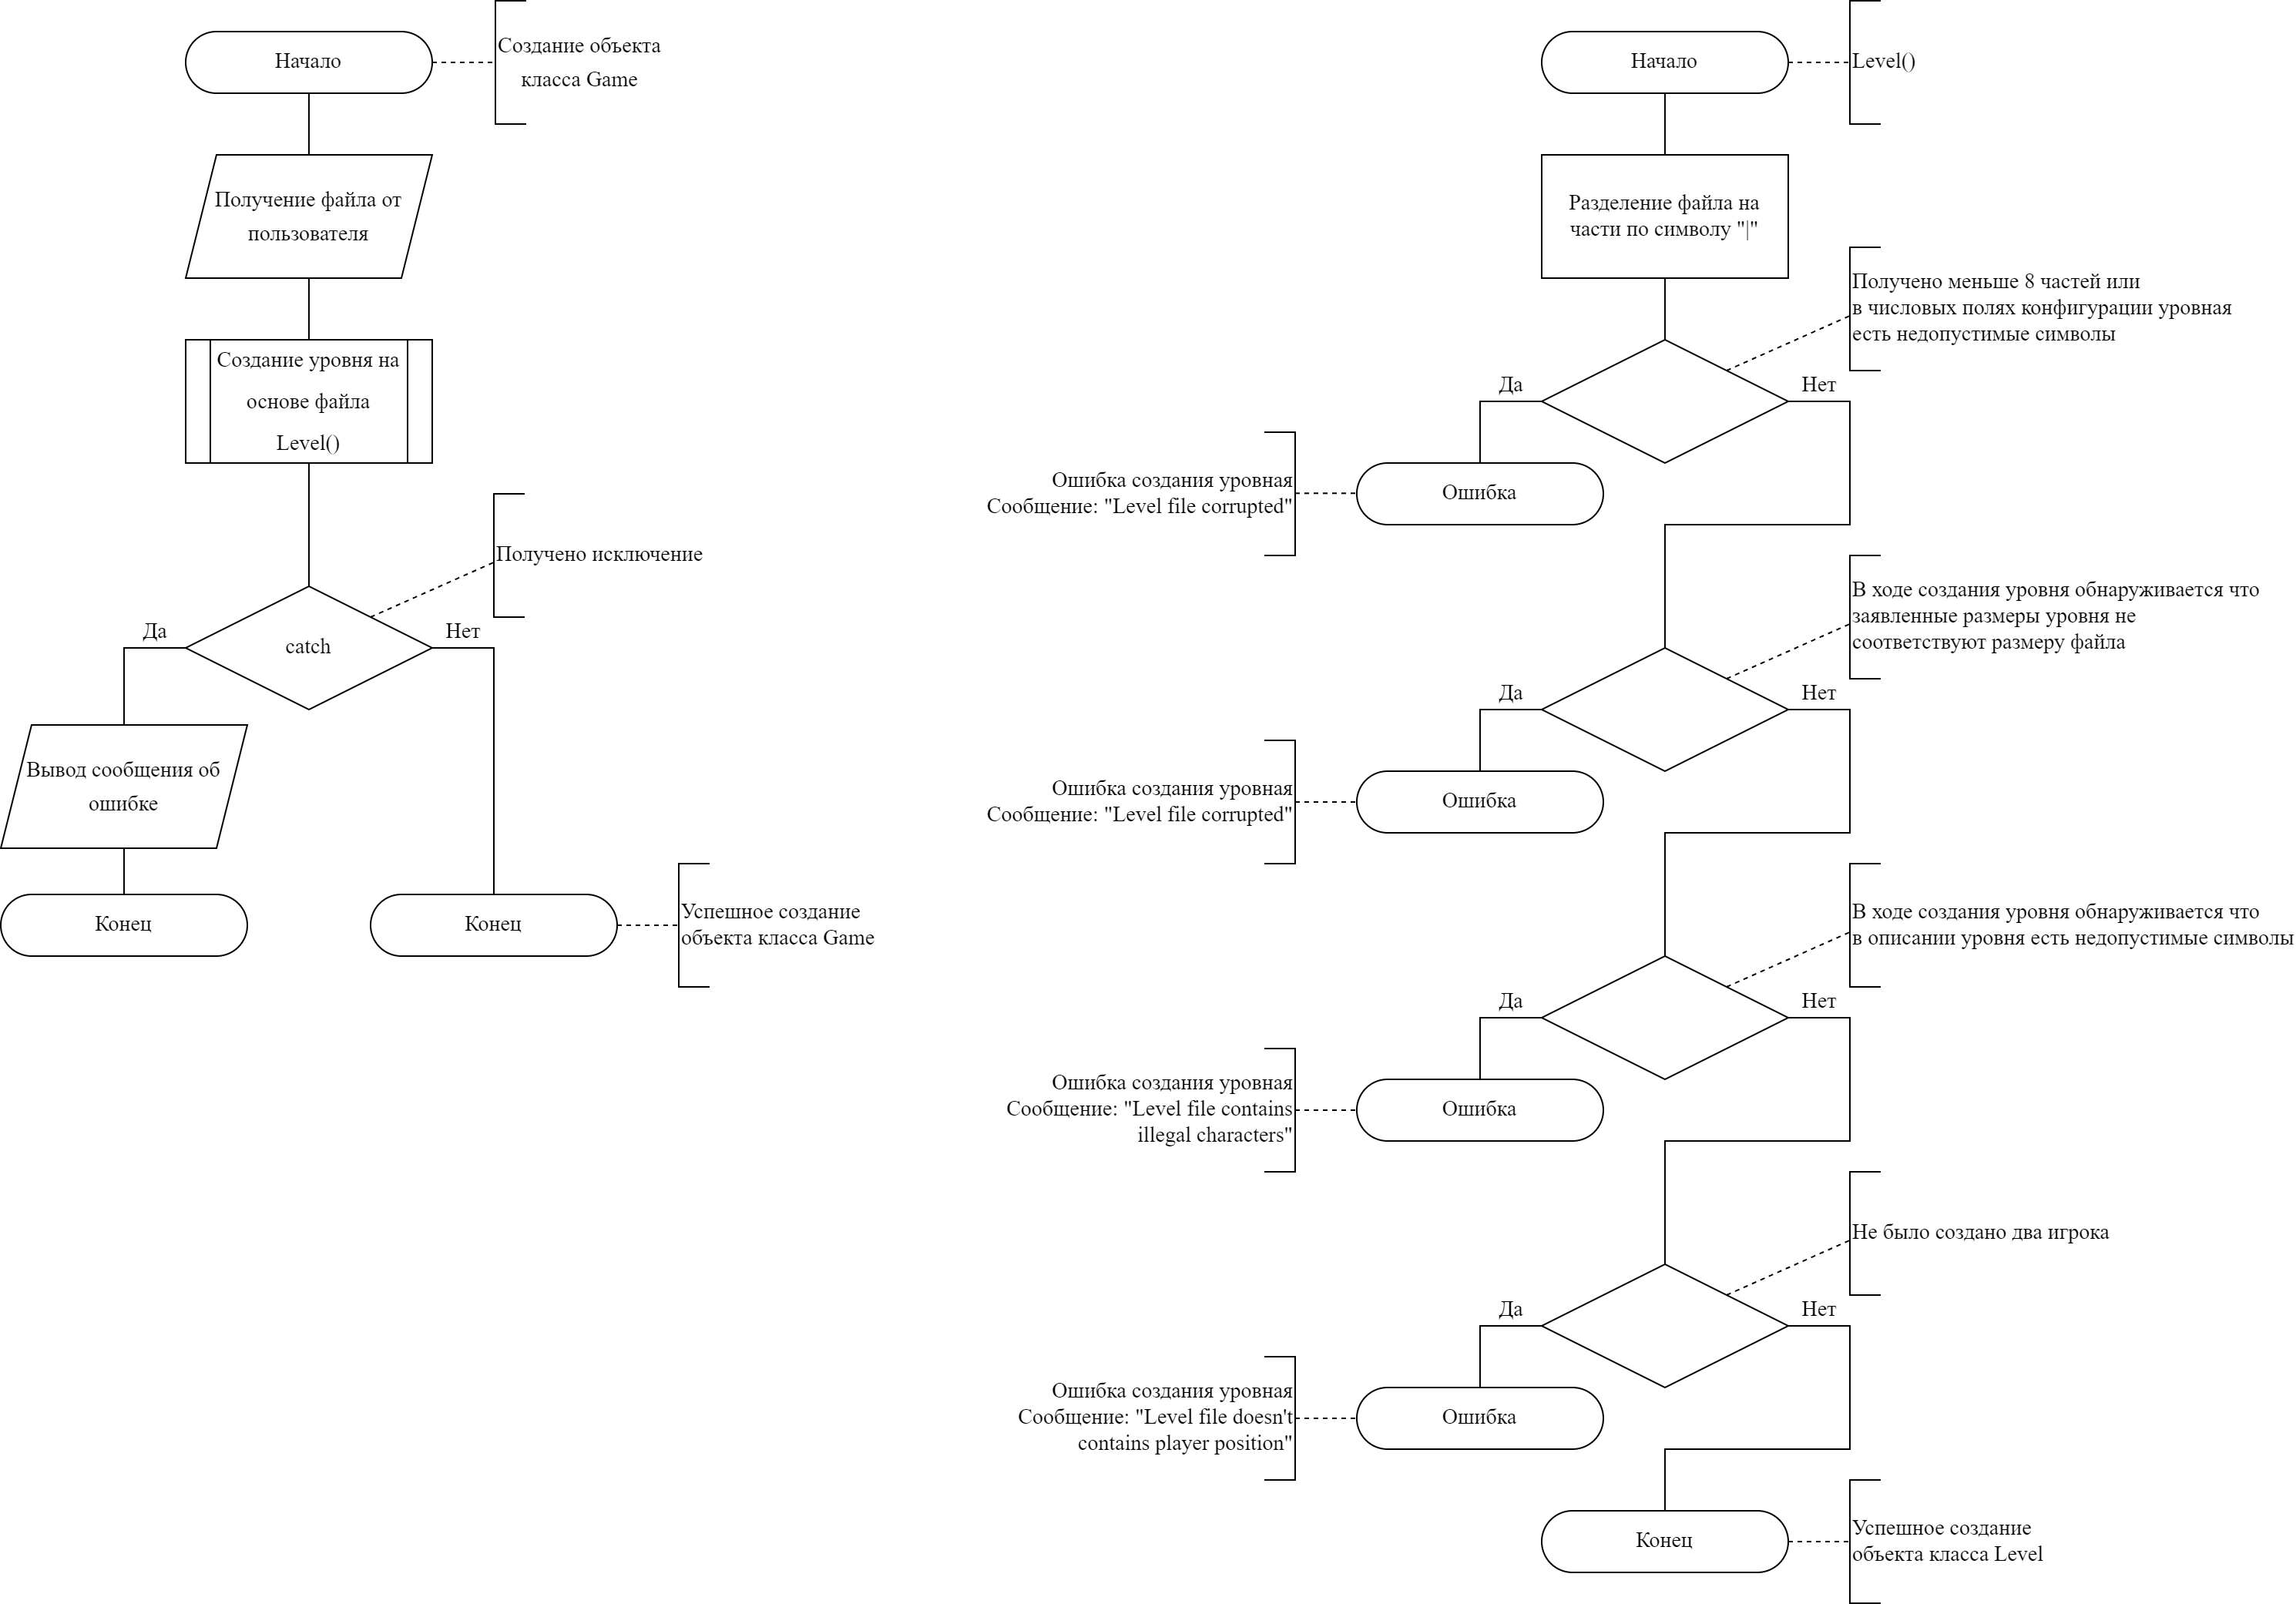 Начало
Создание объекта
класса Game
Получение файла от
пользователя
Создание уровня на
основе файла
Level()
Получено исключение
catch
Да
Нет
Вывод сообщения об
ошибке
Конец
Конец
Успешное создание
объекта класса Game
Начало
Level()
Разделение файла на
части по символу "|"
Получено меньше 8 частей или
в числовых полях конфигурации уровная
есть недопустимые символы
Да
Нет
Ошибка
Ошибка создания уровная
Сообщение: "Level file corrupted"
В ходе создания уровня обнаруживается что
заявленные размеры уровня не
соответствуют размеру файла
Да
Нет
Ошибка
Ошибка создания уровная
Сообщение: "Level file corrupted"
В ходе создания уровня обнаруживается что
в описании уровня есть недопустимые символы
Да
Нет
Ошибка
Ошибка создания уровная
Сообщение: "Level file contains
illegal characters"
Не было создано два игрока
Да
Нет
Ошибка
Ошибка создания уровная
Сообщение: "Level file doesn't
contains player position"
Конец
Успешное создание
объекта класса Level